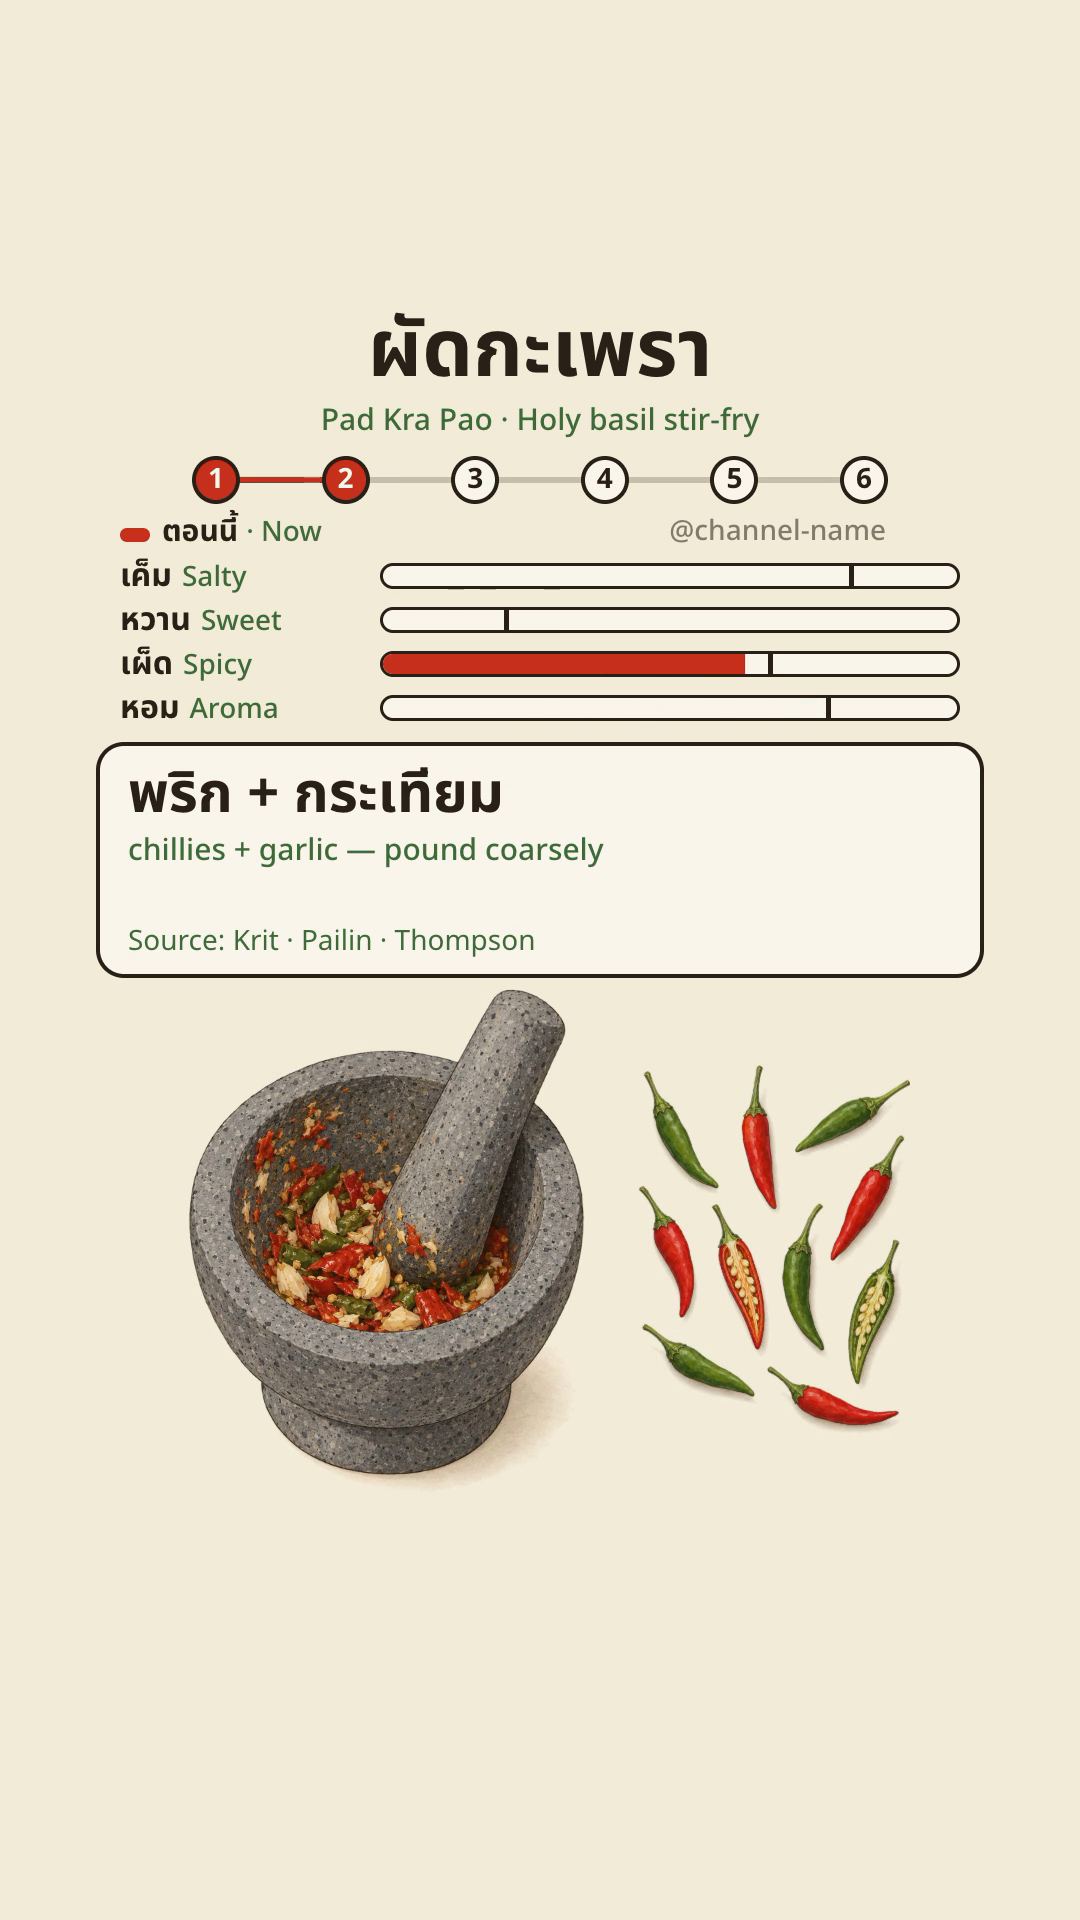 ผัดกะเพรา
Pad Kra Pao · Holy basil stir-fry
1 2 3 4 5 6
ตอนนี้ · Now @channel-name
เค็ม Salty
หวาน Sweet
เผ็ด Spicy
หอม Aroma
พริก + กระเทียม
chillies + garlic — pound coarsely
Source: Krit · Pailin · Thompson